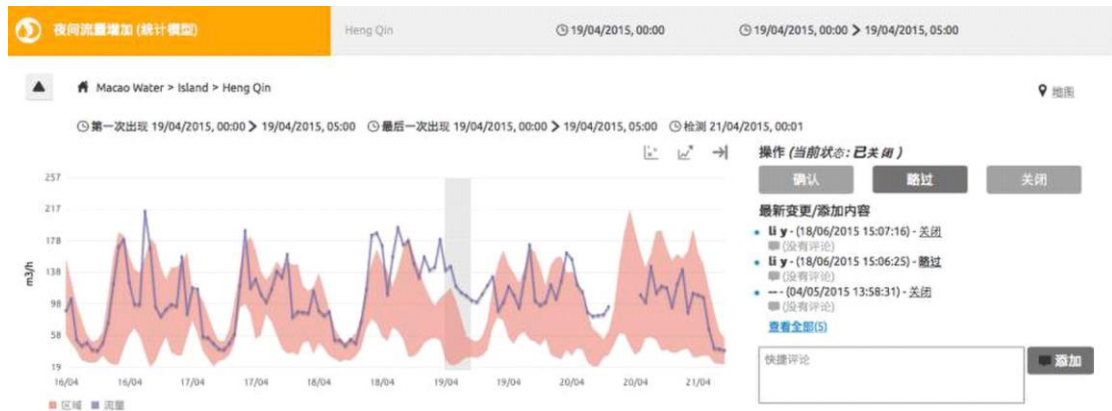 夜间流量增加 (统计模型) Heng Qin 19/04/2015, 00:00 19/04/2015, 00:00 > 19/04/2015, 05:00
Macao Water > Island > Heng Qin 地图
第一次出现 19/04/2015, 00:00 > 19/04/2015, 05:00 最后一次出现 19/04/2015, 00:00 > 19/04/2015, 05:00 检测 21/04/2015, 00:01
操作 (当前状态: 已关闭)
确认 略过 关闭
最新变更/添加内容
li y - (18/06/2015 15:07:16) - 关闭
(没有评论)
li y - (18/06/2015 15:06:25) - 略过
(没有评论)
-- - (04/05/2015 13:58:31) - 关闭
(没有评论)
查看全部(5)
快捷评论
添加
m3/h
257
217
178
138
98
58
19
16/04 16/04 17/04 17/04 18/04 18/04 19/04 19/04 20/04 20/04 21/04
区域 流量